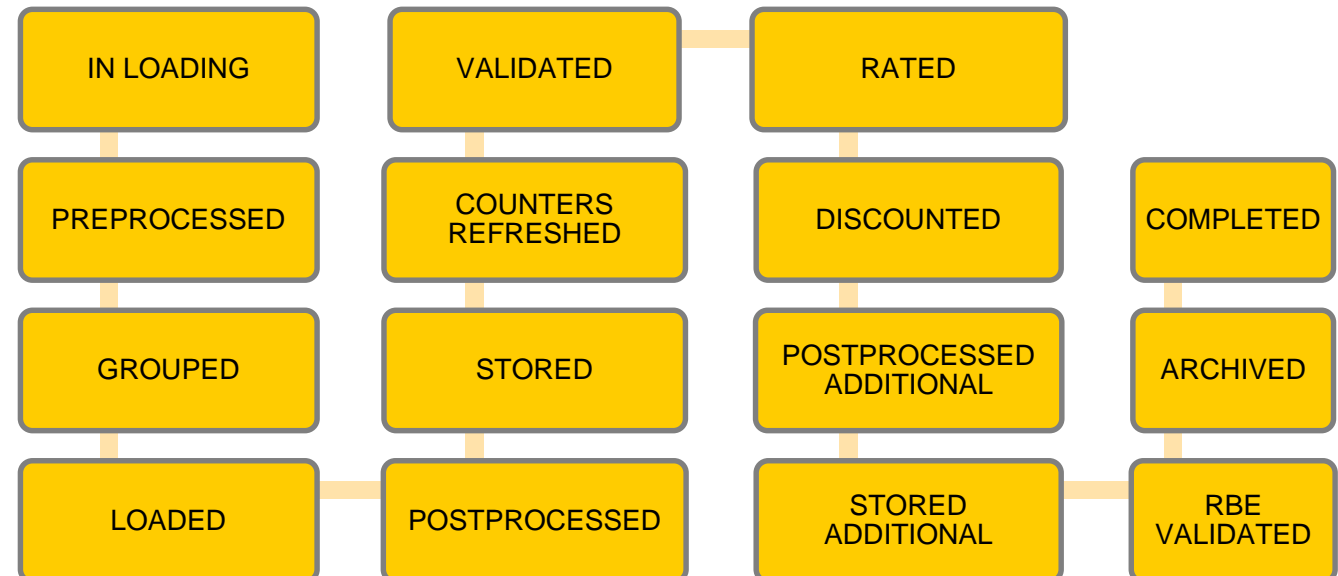 IN LOADING
PREPROCESSED
GROUPED
LOADED
POSTPROCESSED
STORED
COUNTERS
REFRESHED
VALIDATED
RATED
DISCOUNTED
POSTPROCESSED
ADDITIONAL
STORED
ADDITIONAL
RBE
VALIDATED
ARCHIVED
COMPLETED